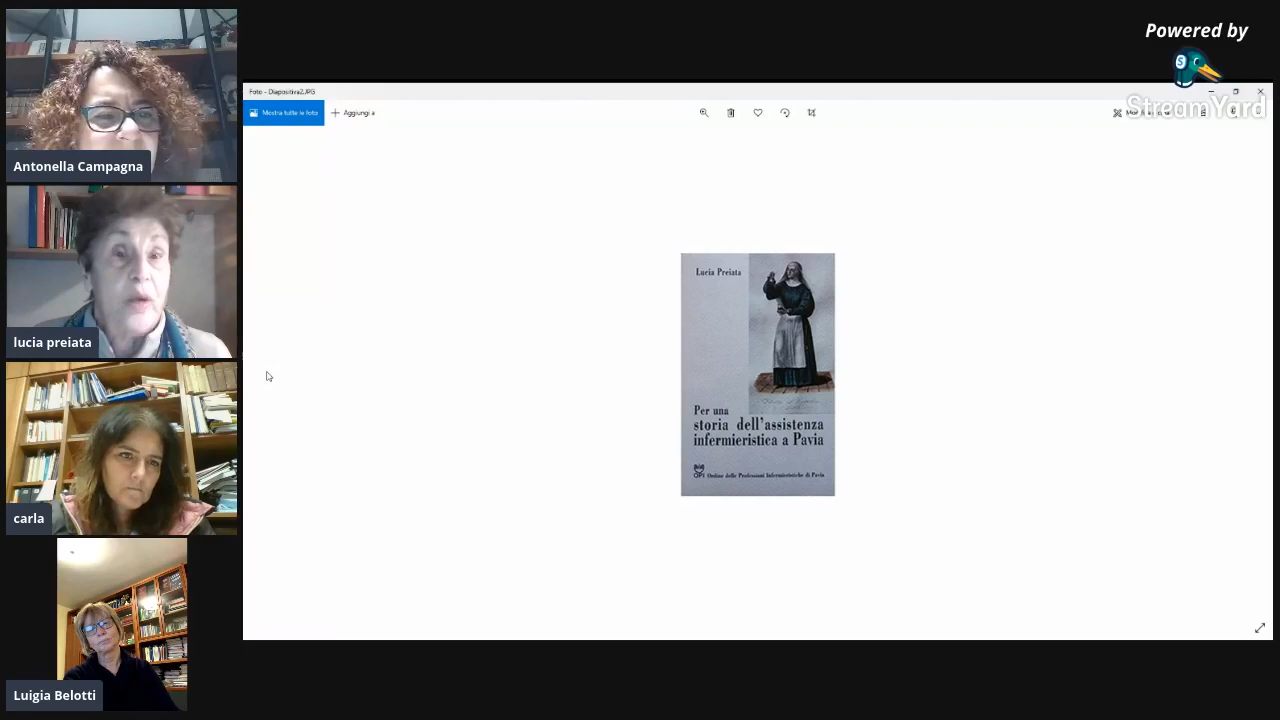 Antonella Campagna
lucia preiata
carla
Luigia Belotti
Powered by
StreamYard
Foto - Diapositiva2.JPG
Mostra tutte le foto
Aggiungi a
Lucia Preiata
Per una
storia dell'assistenza
infermieristica a Pavia
OPI Ordine delle Professioni Infermieristiche di Pavia